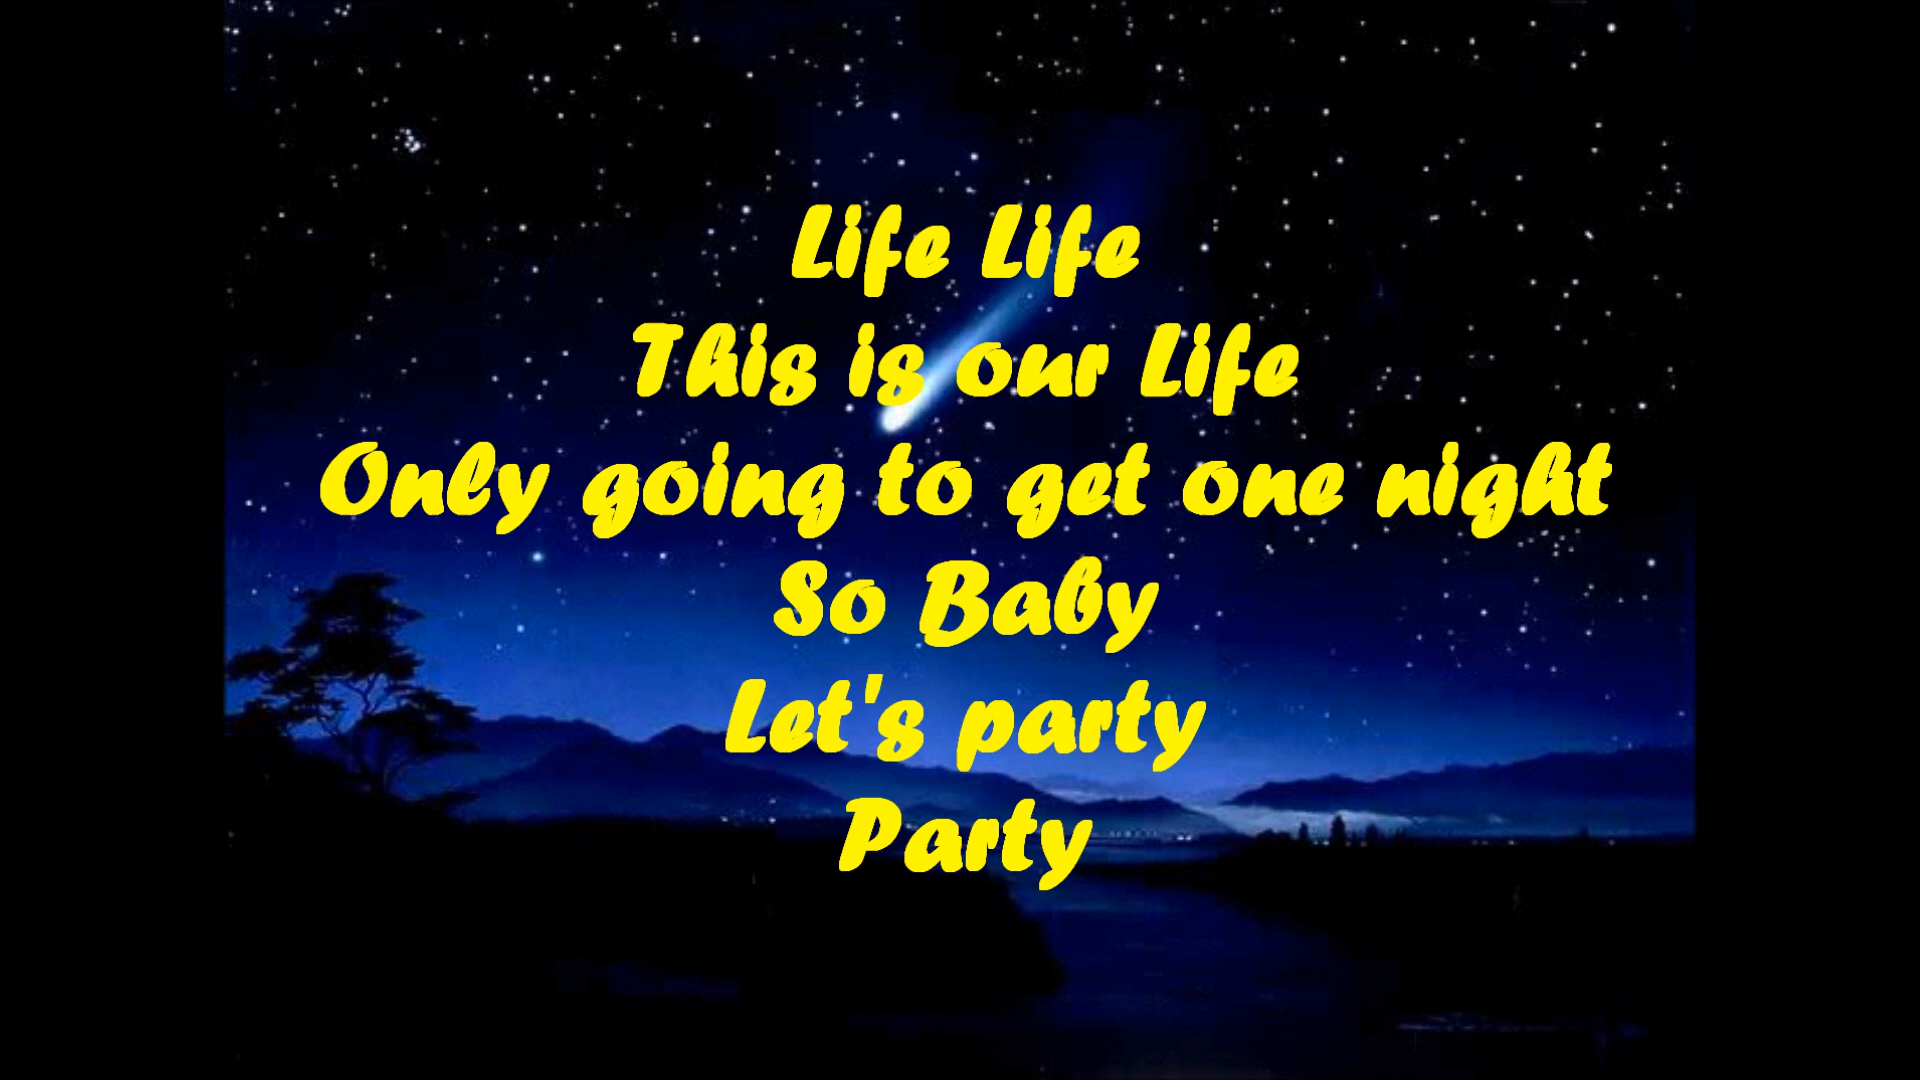 Life Life
This is our Life
Only going to get one night
So Baby
Let's party
Party